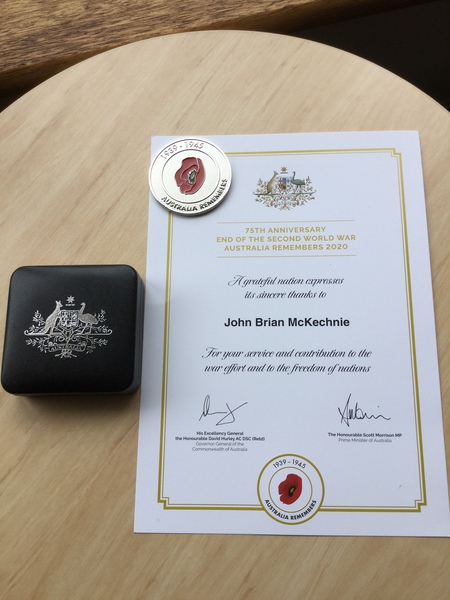 1939 - 1945
AUSTRALIA REMEMBERS
75TH ANNIVERSARY
END OF THE SECOND WORLD WAR
AUSTRALIA REMEMBERS 2020
A grateful nation expresses
its sincere thanks to
John Brian McKechnie
For your service and contribution to the
war effort and to the freedom of nations
His Excellency General
the Honourable David Hurley AC DSC (Retd)
Governor-General of the
Commonwealth of Australia
The Honourable Scott Morrison MP
Prime Minister of Australia
1939 - 1945
AUSTRALIA REMEMBERS
AUSTRALIA